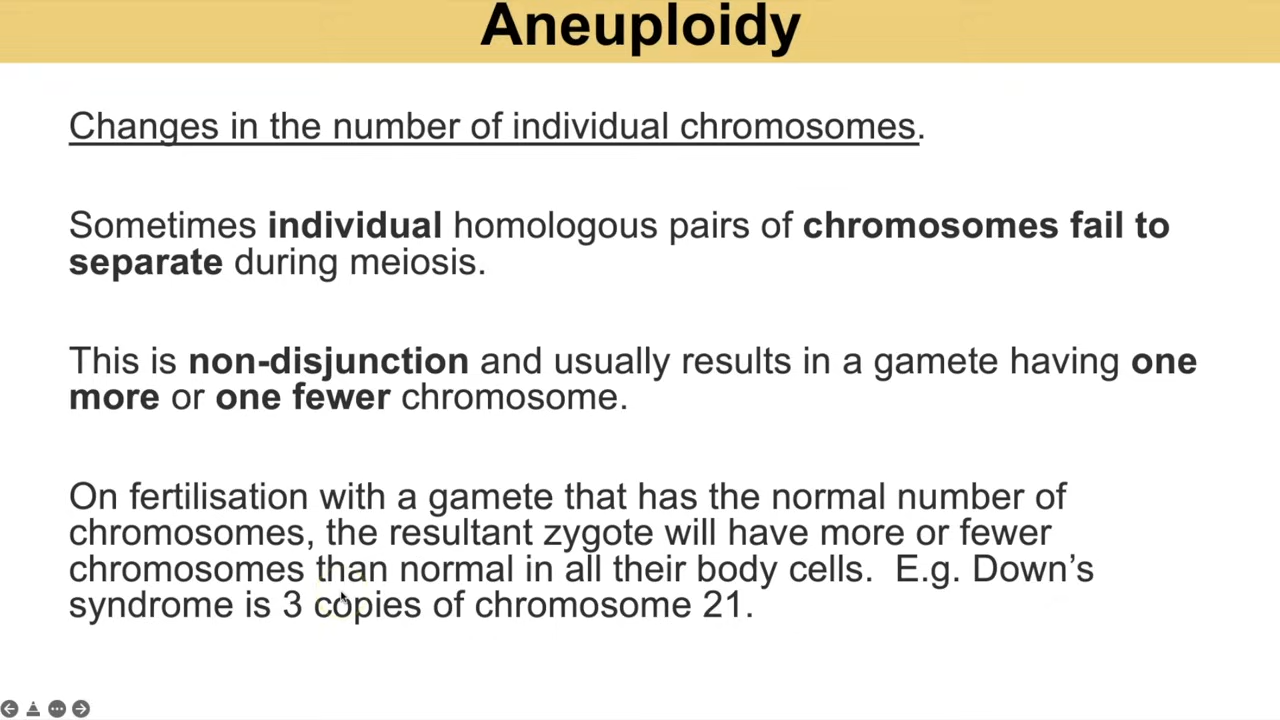 Aneuploidy
Changes in the number of individual chromosomes.
Sometimes individual homologous pairs of chromosomes fail to
separate during meiosis.
This is non-disjunction and usually results in a gamete having one
more or one fewer chromosome.
On fertilisation with a gamete that has the normal number of
chromosomes, the resultant zygote will have more or fewer
chromosomes than normal in all their body cells.  E.g. Down’s
syndrome is 3 copies of chromosome 21.